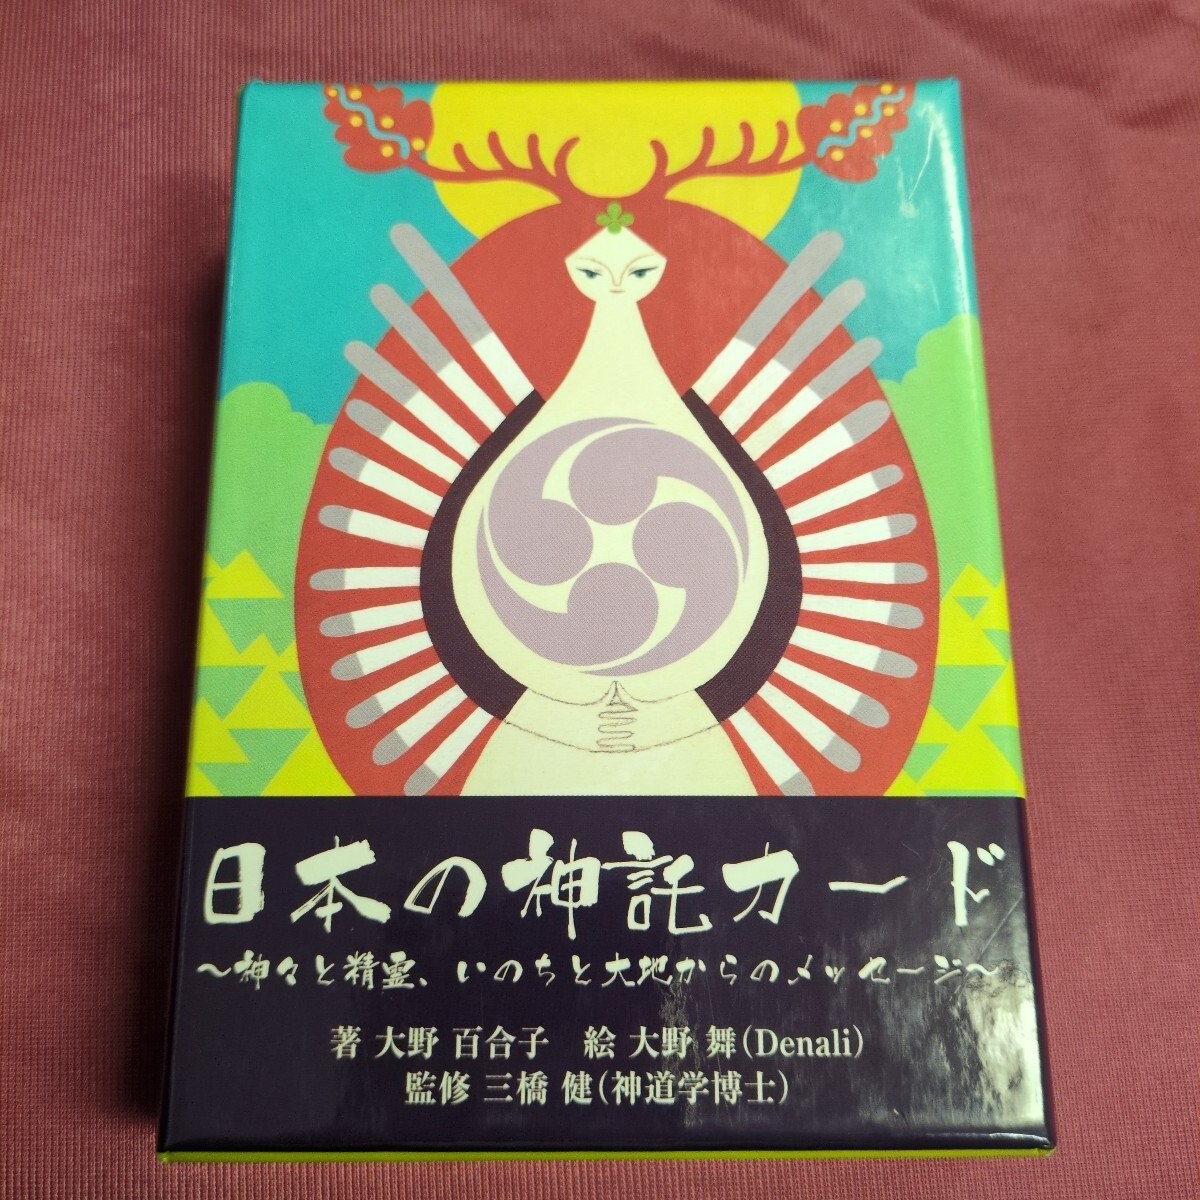 日本の神託カード
～神々と精霊、いのちと大地からのメッセージ～
著 大野 百合子　絵 大野 舞(Denali)
監修 三橋 健(神道学博士)